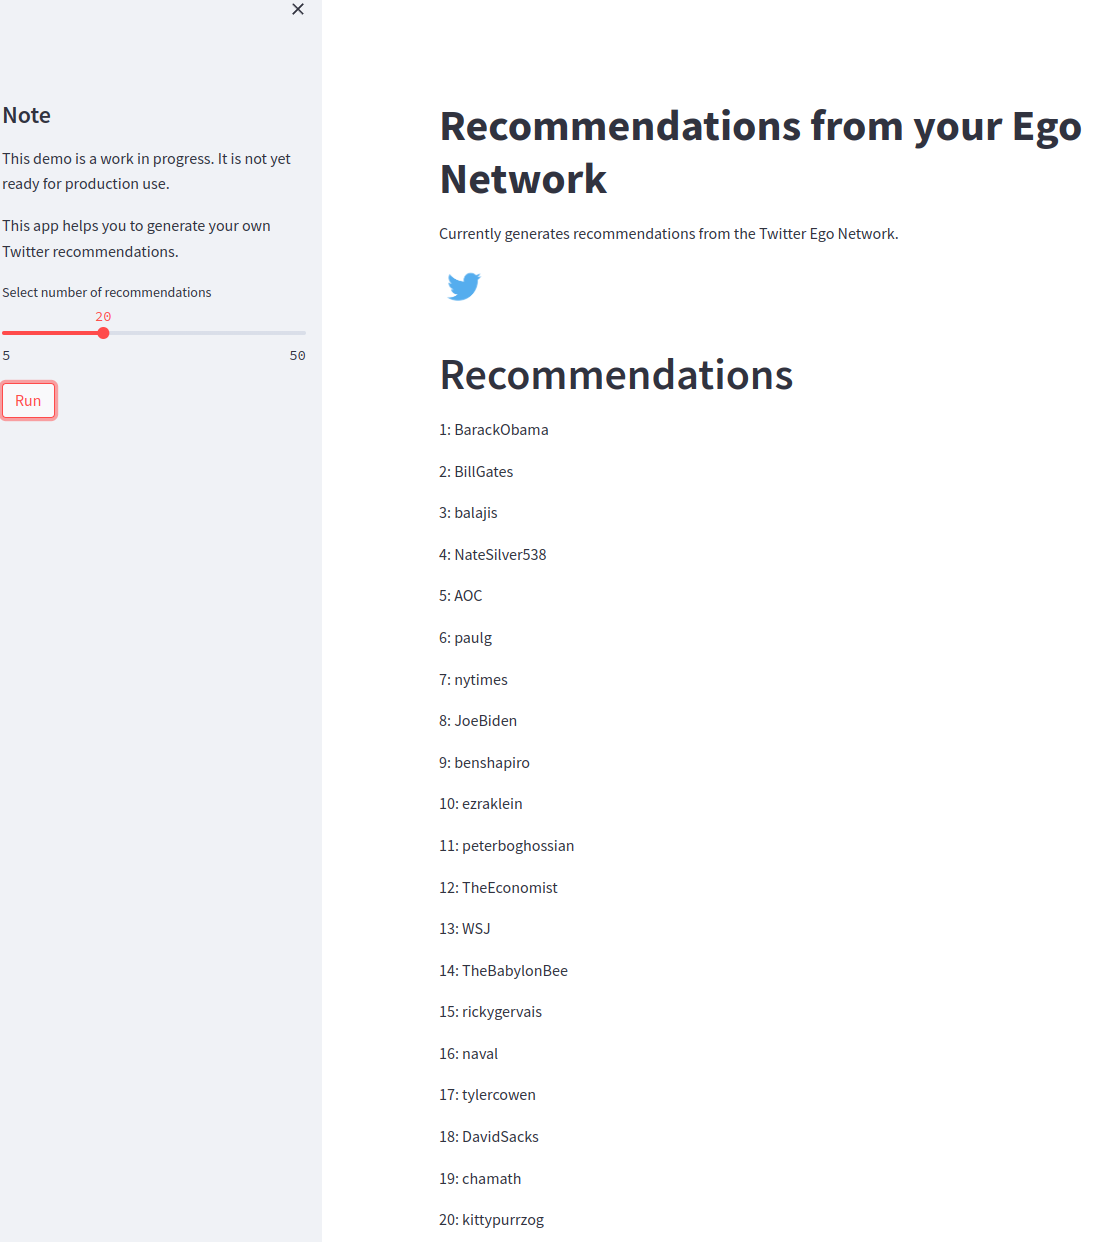 Note
This demo is a work in progress. It is not yet
ready for production use.
This app helps you to generate your own
Twitter recommendations.
Select number of recommendations
20
5 50
Run
Recommendations from your Ego
Network
Currently generates recommendations from the Twitter Ego Network.
Recommendations
1: BarackObama
2: BillGates
3: balajis
4: NateSilver538
5: AOC
6: paulg
7: nytimes
8: JoeBiden
9: benshapiro
10: ezraklein
11: peterboghossian
12: TheEconomist
13: WSJ
14: TheBabylonBee
15: rickygervais
16: naval
17: tylercowen
18: DavidSacks
19: chamath
20: kittypurrzog